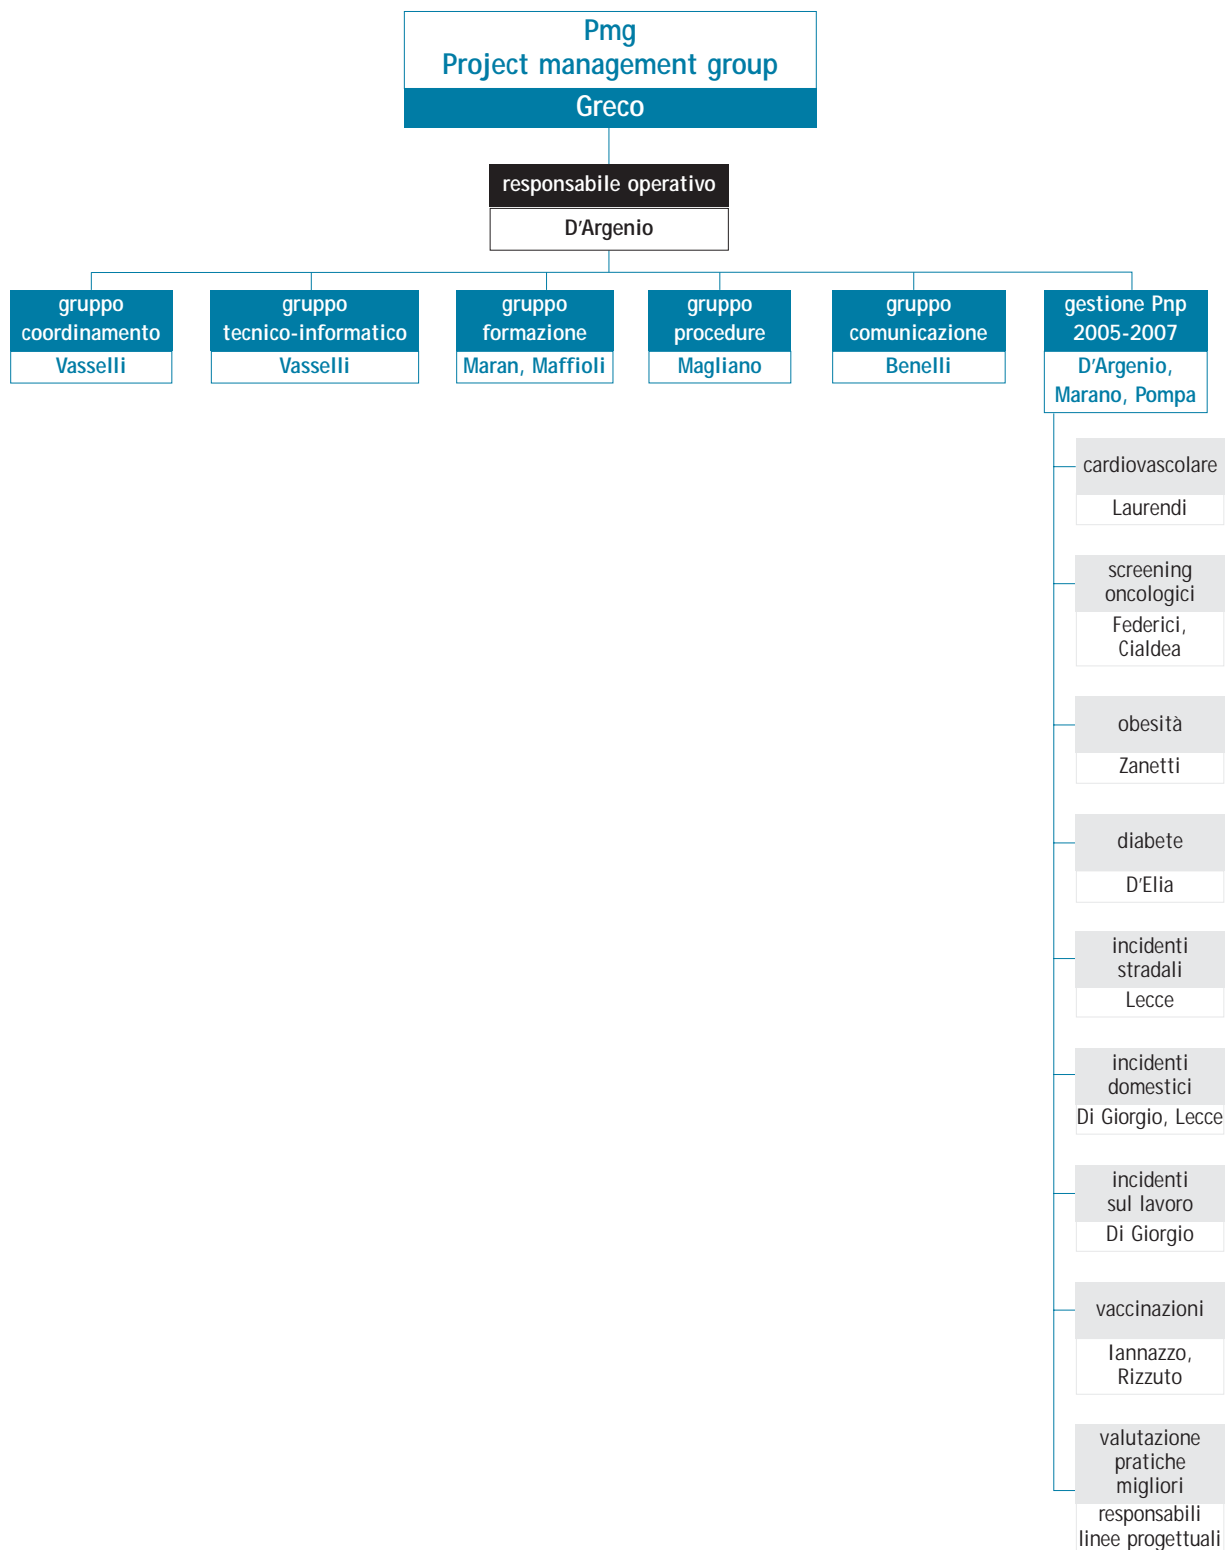 Pmg
Project management group
Greco
responsabile operativo
D'Argenio
gruppo
coordinamento
Vasselli
gruppo
tecnico-informatico
Vasselli
gruppo
formazione
Maran, Maffioli
gruppo
procedure
Magliano
gruppo
comunicazione
Benelli
gestione Pnp
2005-2007
D'Argenio,
Marano, Pompa
cardiovascolare
Laurendi
screening
oncologici
Federici,
Cialdea
obesità
Zanetti
diabete
D'Elia
incidenti
stradali
Lecce
incidenti
domestici
Di Giorgio, Lecce
incidenti
sul lavoro
Di Giorgio
vaccinazioni
Iannazzo,
Rizzuto
valutazione
pratiche
migliori
responsabili
linee progettuali